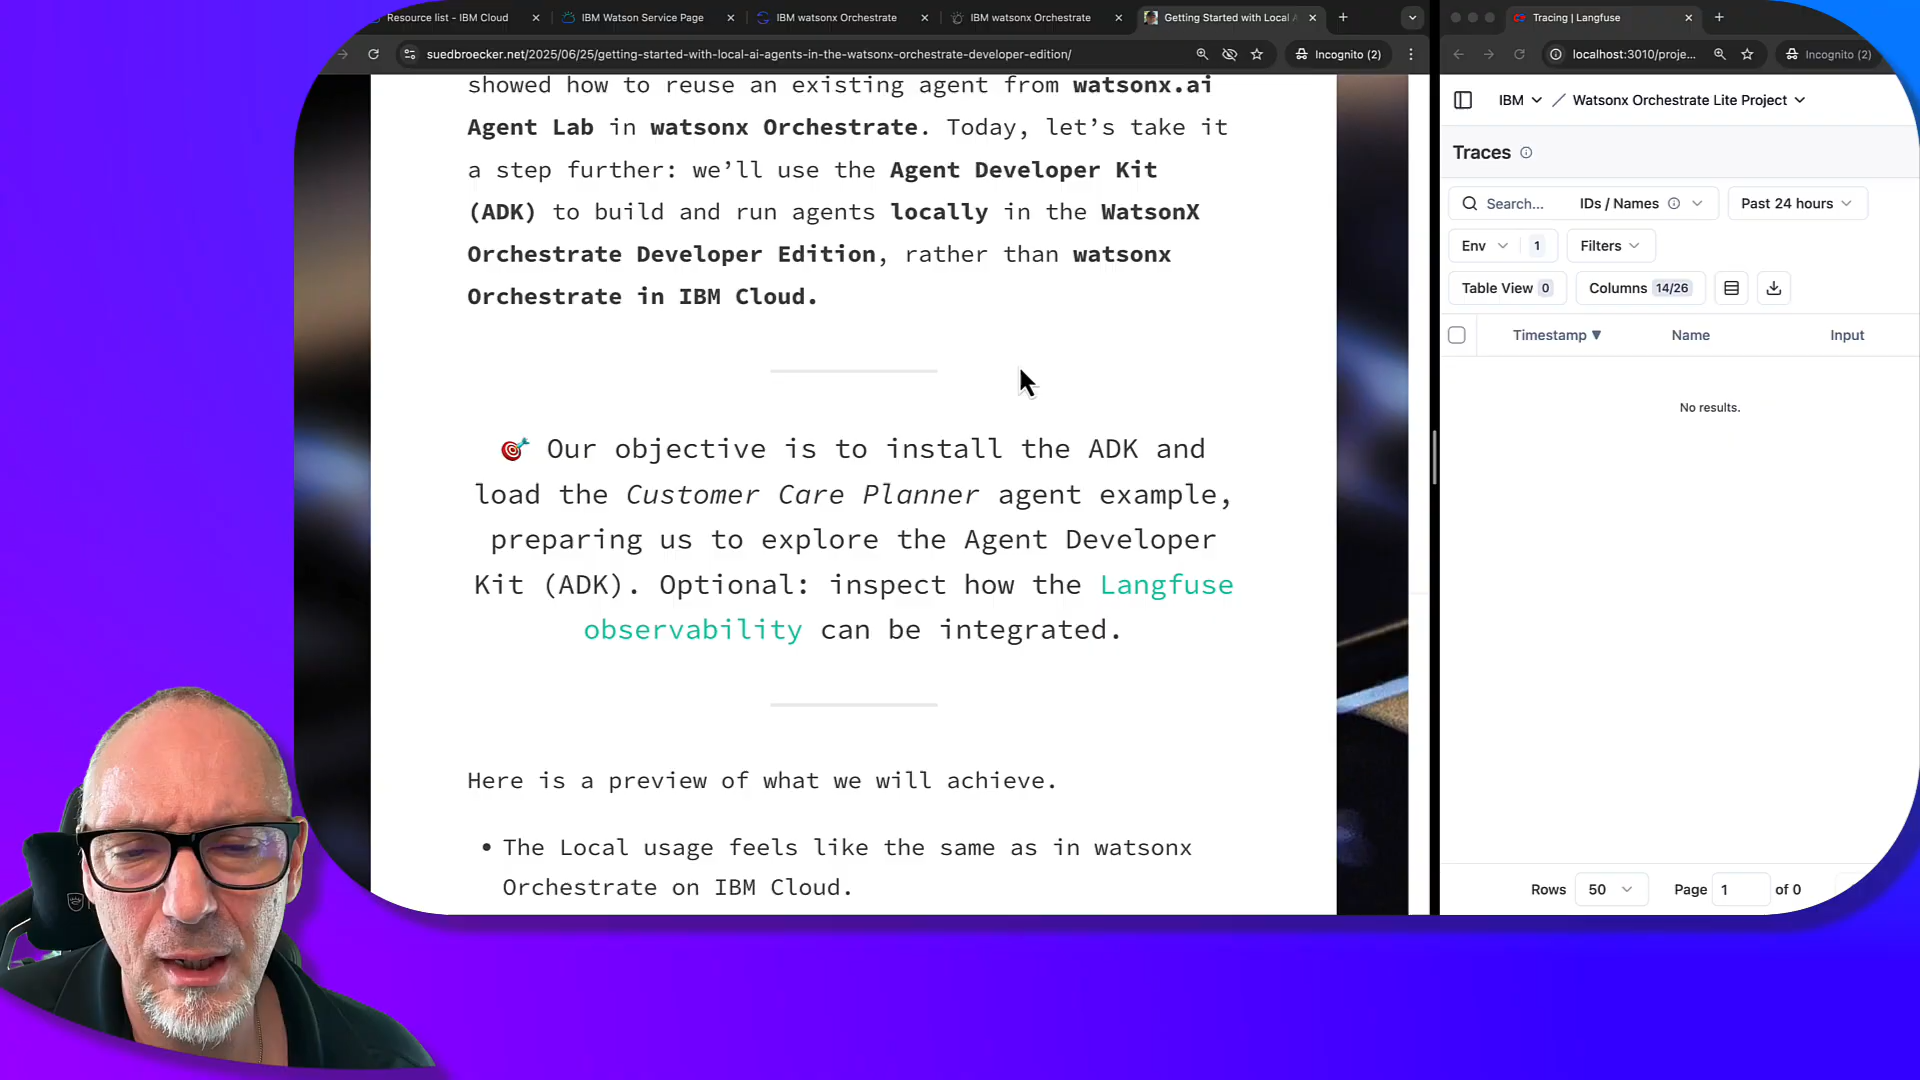 Resource list - IBM Cloud
IBM Watson Service Page
IBM watsonx Orchestrate
IBM watsonx Orchestrate
Getting Started with Local
suedbroecker.net/2025/06/25/getting-started-with-local-ai-agents-in-the-watsonx-orchestrate-developer-edition/
Incognito (2)
showed how to reuse an existing agent from watsonx.ai
Agent Lab in watsonx Orchestrate. Today, let's take it
a step further: we'll use the Agent Developer Kit
(ADK) to build and run agents locally in the WatsonX
Orchestrate Developer Edition, rather than watsonx
Orchestrate in IBM Cloud.
🎯 Our objective is to install the ADK and
load the Customer Care Planner agent example,
preparing us to explore the Agent Developer
Kit (ADK). Optional: inspect how the Langfuse
observability can be integrated.
Here is a preview of what we will achieve.
• The Local usage feels like the same as in watsonx
Orchestrate on IBM Cloud.
Tracing | Langfuse
localhost:3010/proje...
Incognito (2)
IBM / Watsonx Orchestrate Lite Project
Traces
Search... IDs / Names
Past 24 hours
Env 1
Filters
Table View 0
Columns 14/26
Timestamp ▼ Name Input
No results.
Rows 50 Page 1 of 0